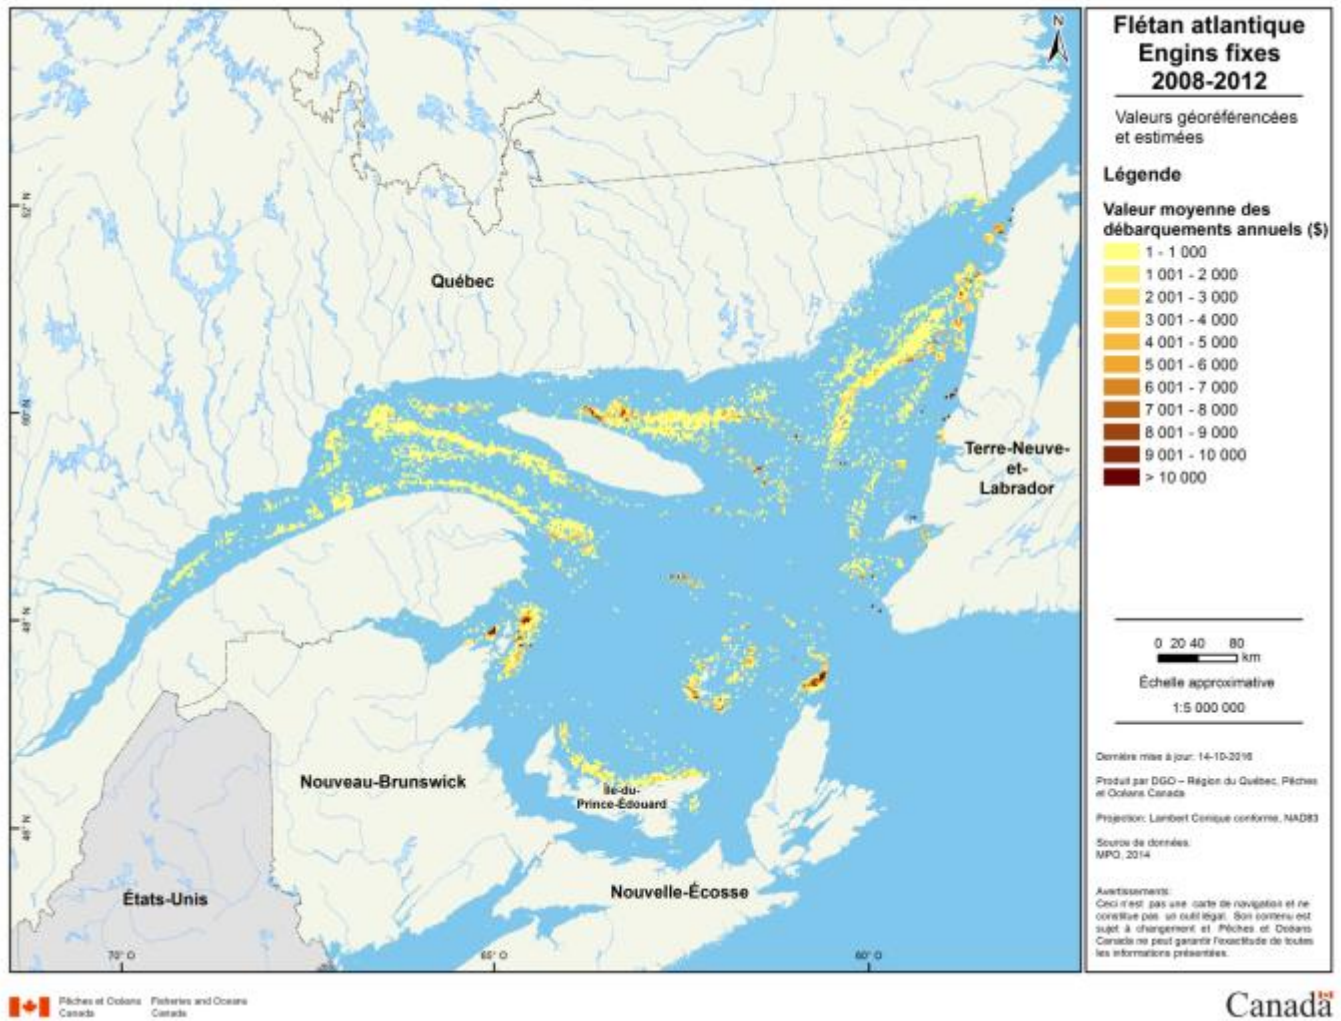 Flétan atlantique
Engins fixes
2008-2012
Valeurs géoréférencées
et estimées
Légende
Valeur moyenne des
débarquements annuels ($)
1 - 1 000
1 001 - 2 000
2 001 - 3 000
3 001 - 4 000
4 001 - 5 000
5 001 - 6 000
6 001 - 7 000
7 001 - 8 000
8 001 - 9 000
9 001 - 10 000
> 10 000
0 20 40 80
km
Échelle approximative
1:5 000 000
Dernière mise à jour: 14-10-2016
Produit par DGO – Région du Québec, Pêches
et Océans Canada
Projection: Lambert Conique conforme, NAD83
Source de données:
MPO, 2014
Avertissements:
Ceci n'est pas une carte de navigation et ne
constitue pas un outil légal. Son contenu est
sujet à changement et Pêches et Océans
Canada ne peut garantir l'exactitude de toutes
les informations présentées.
N
52° N
50° N
48° N
46° N
70° O
65° O
60° O
Québec
Terre-Neuve-
et-
Labrador
Nouveau-Brunswick
Île-du-
Prince-Édouard
Nouvelle-Écosse
États-Unis
Pêches et Océans Fisheries and Oceans
Canada Canada
Canada